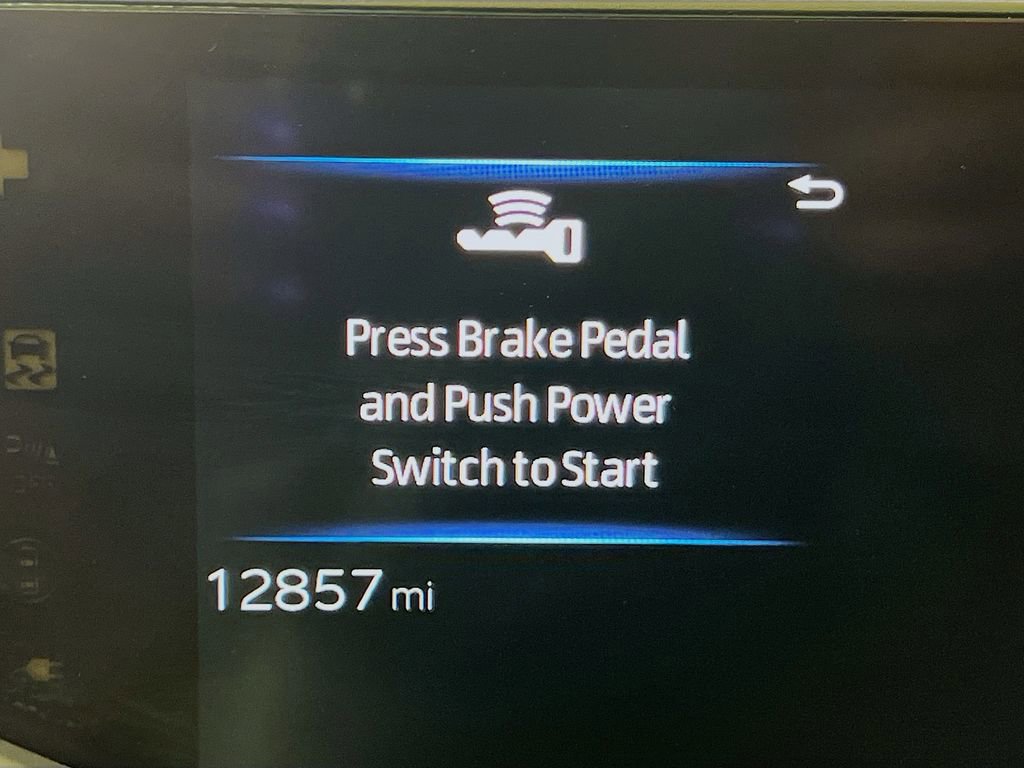 Press Brake Pedal
and Push Power
Switch to Start
12857 mi